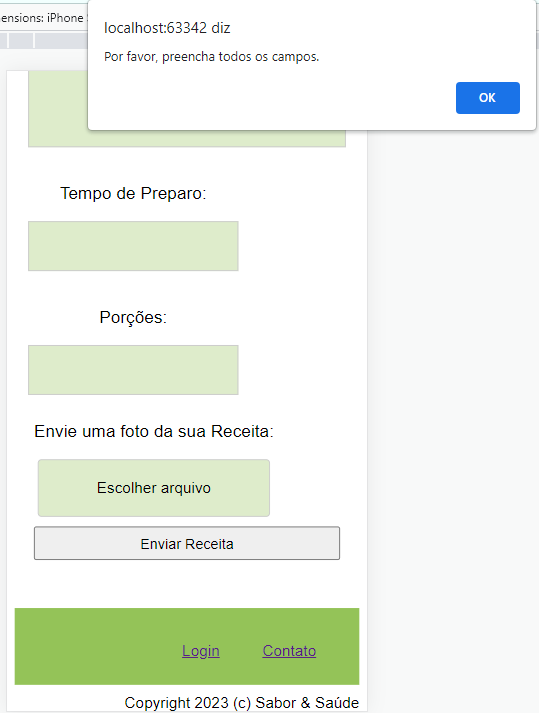 ensions: iPhone
localhost:63342 diz
Por favor, preencha todos os campos.
OK
Tempo de Preparo:
Porções:
Envie uma foto da sua Receita:
Escolher arquivo
Enviar Receita
Login Contato
Copyright 2023 (c) Sabor & Saúde